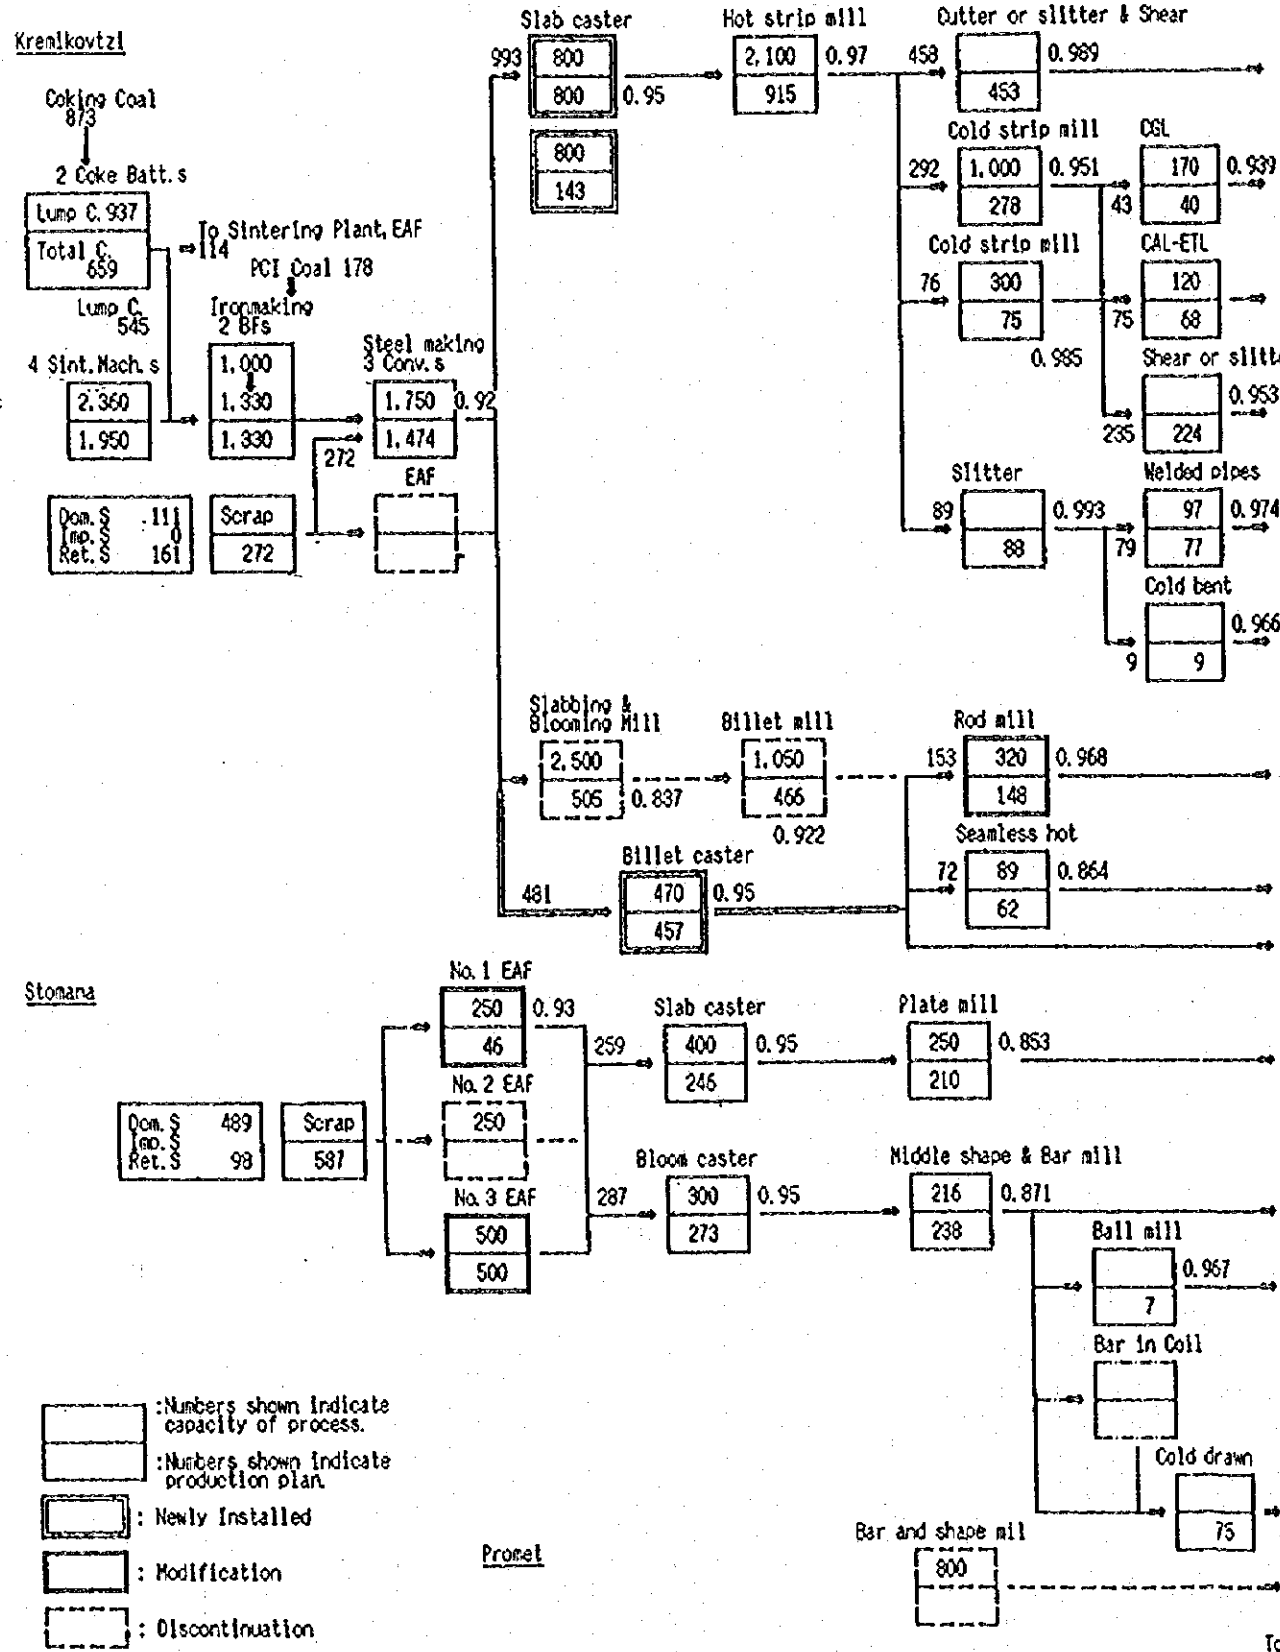 Kremikovtzi
Coking Coal
873
2 Coke Batt.s
Lump C. 937
Total C.
659
To Sintering Plant, EAF
114
PCI Coal 178
Lump C.
545
Ironmaking
2 BFs
1,000
1,330
1,330
4 Sint. Mach.s
2,360
1,950
Steel making
3 Conv.s
1,750 0.92
1,474
272
Dom.S 111
Imp.S 0
Ret.S 161
Scrap
272
EAF
Slab caster
993
800
800 0.95
800
143
Hot strip mill
2,100 0.97
915
Cutter or slitter & Shear
458
0.989
453
Cold strip mill
292
1,000 0.951
278
CGL
170 0.939
43 40
Cold strip mill
76
300
75
0.985
CAL-ETL
120
75 68
Shear or slitt
0.953
235 224
Slitter
89
0.993
88
Welded pipes
97 0.974
79 77
Cold bent
0.966
9 9
Slabbing &
Blooming Mill
2,500
505 0.837
Billet mill
1,050
466
0.922
Rod mill
153 320 0.968
148
Billet caster
481 470 0.95
457
Seamless hot
72 89 0.864
62
Stomana
No. 1 EAF
250 0.93
46
No. 2 EAF
250
No. 3 EAF
500
500
Dom.S 489
Imp.S
Ret.S 98
Scrap
587
Slab caster
259 400 0.95
246
Plate mill
250 0.853
210
Bloom caster
287 300 0.95
273
Middle shape & Bar mill
216 0.871
238
Ball mill
0.967
7
Bar in Coil
Cold drawn
75
:Numbers shown indicate
capacity of process.
:Numbers shown indicate
production plan.
: Newly Installed
: Modification
: Discontinuation
Promet
Bar and shape mil
800
To